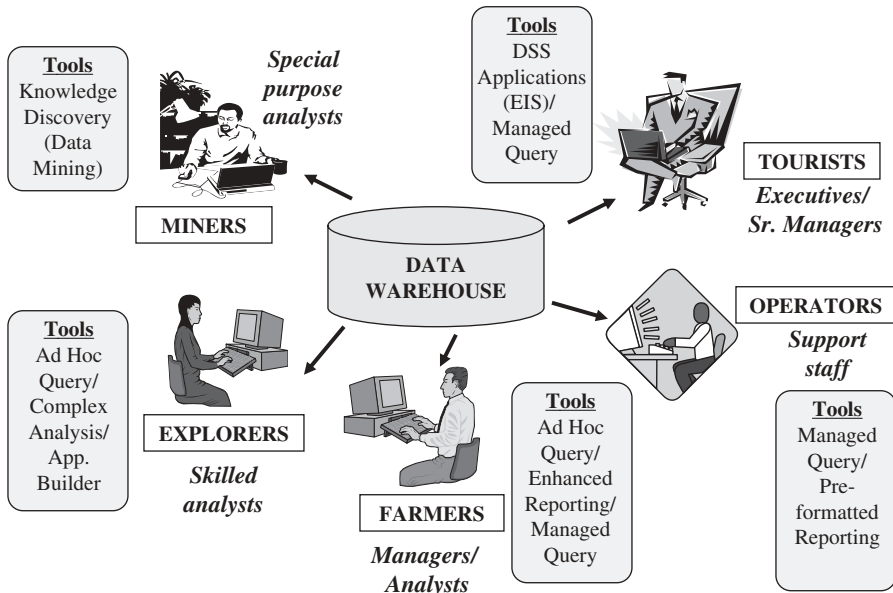 Tools
Knowledge
Discovery
(Data
Mining)
Special
purpose
analysts
MINERS
Tools
DSS
Applications
(EIS)/
Managed
Query
TOURISTS
Executives/
Sr. Managers
DATA
WAREHOUSE
OPERATORS
Support
staff
Tools
Managed
Query/
Pre-
formatted
Reporting
Tools
Ad Hoc
Query/
Complex
Analysis/
App.
Builder
EXPLORERS
Skilled
analysts
FARMERS
Managers/
Analysts
Tools
Ad Hoc
Query/
Enhanced
Reporting/
Managed
Query